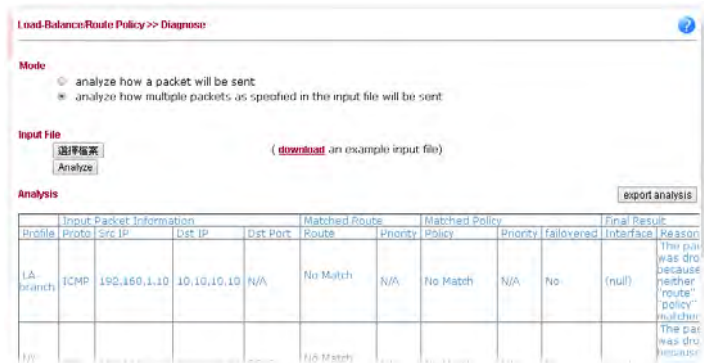 Load-Balance/Route Policy >> Diagnose
Mode
analyze how a packet will be sent
analyze how multiple packets as specified in the input file will be sent
Input File
選擇檔案
( download an example input file)
Analyze
Analysis
export analysis
Input Packet Information Matched Route Matched Policy Final Result
Profile Proto Src IP Dst IP Dst Port Route Priority Policy Priority failovered Interface Reason
LA-branch ICMP 192.168.1.10 10.10.10.10 N/A No Match N/A No Match N/A No (null)
The pac
was dro
because
neither
"route"
"policy"
matched
The pac
was dro
because
NY
No Match